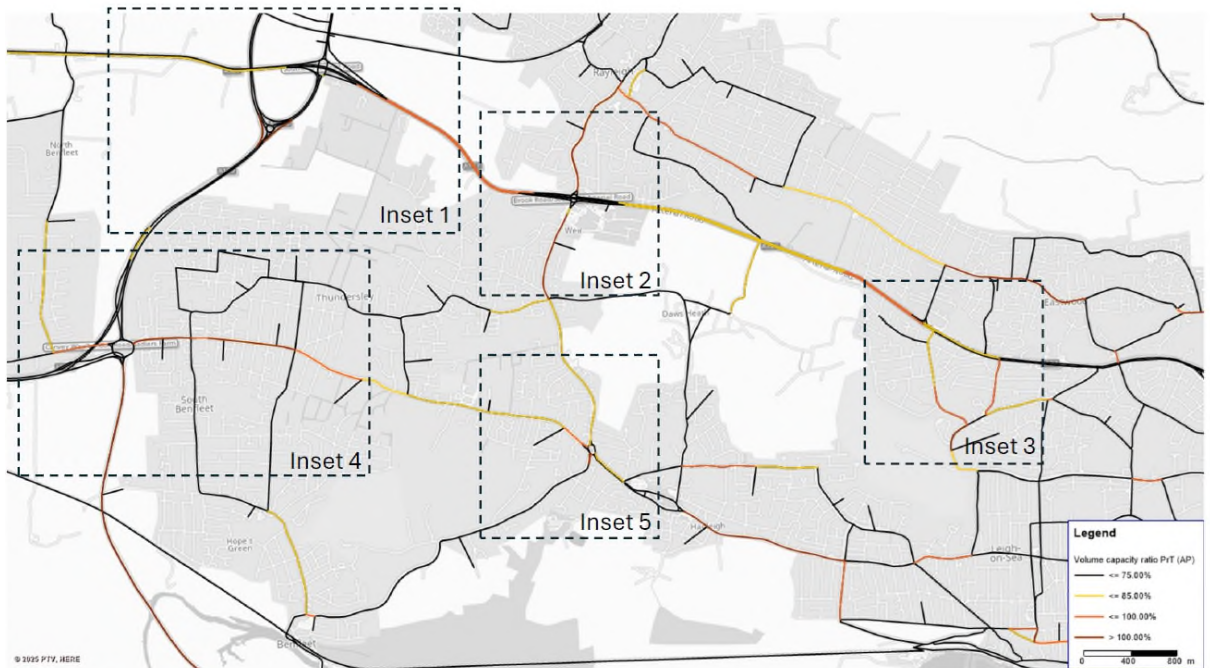 Rayleigh
North
Benfleet
Inset 1
Weir
Inset 2
Thundersley
Daws Heath
Eastwood
South
Benfleet
Inset 4
Inset 3
Inset 5
Hope's
Green
Hadleigh
Leigh-
on-Sea
Benfleet
Legend
Volume capacity ratio PrT (AP)
<= 75.00%
<= 85.00%
<= 100.00%
> 100.00%
0 400 800 m
© 2025 PTV, HERE